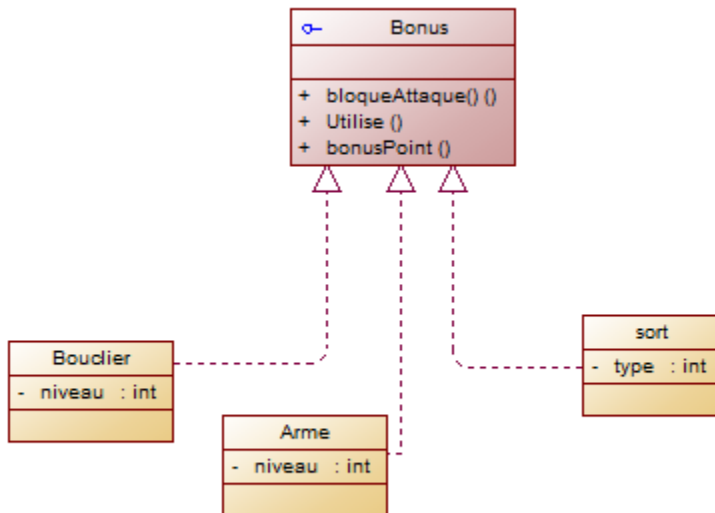 Bonus
+ bloqueAttaque() ()
+ Utilise ()
+ bonusPoint ()
Bouclier
- niveau : int
Arme
- niveau : int
sort
- type : int